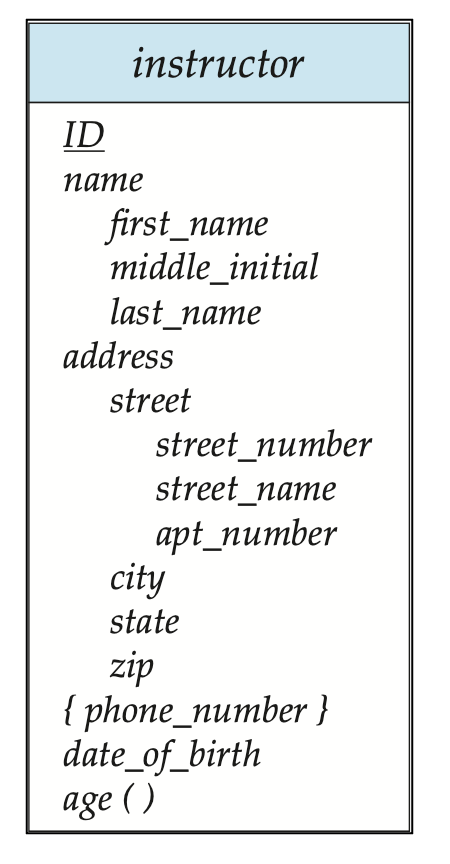 instructor
ID
name
first_name
middle_initial
last_name
address
street
street_number
street_name
apt_number
city
state
zip
{ phone_number }
date_of_birth
age ( )